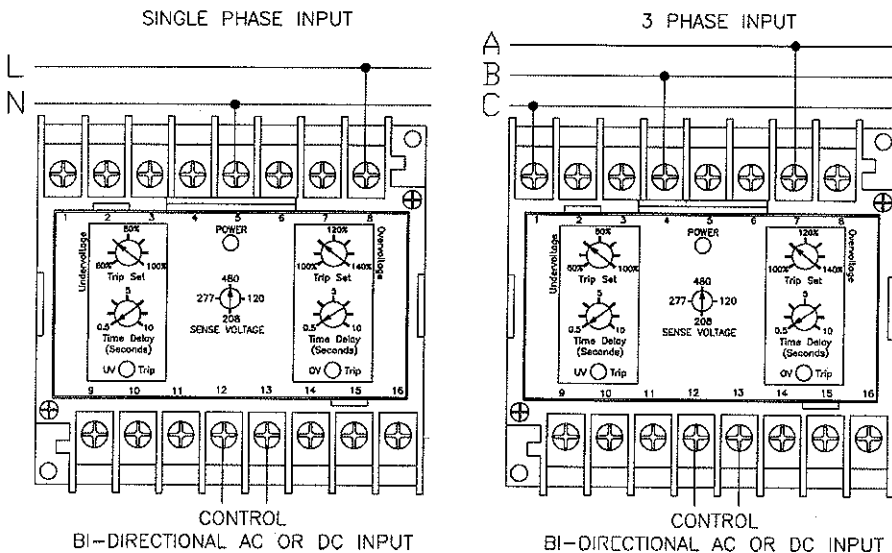 SINGLE PHASE INPUT
L
N
1 2 3 4 5 6 7 8
Undervoltage
80%
60% 100%
Trip Set
5
0.5 10
Time Delay
(Seconds)
UV Trip
POWER
480
277 120
208
SENSE VOLTAGE
Overvoltage
120%
100% 140%
Trip Set
5
0.5 10
Time Delay
(Seconds)
OV Trip
9 10 11 12 13 14 15 16
CONTROL
BI-DIRECTIONAL AC OR DC INPUT
3 PHASE INPUT
A
B
C
1 2 3 4 5 6 7 8
Undervoltage
80%
60% 100%
Trip Set
5
0.5 10
Time Delay
(Seconds)
UV Trip
POWER
480
277 120
208
SENSE VOLTAGE
Overvoltage
120%
100% 140%
Trip Set
5
0.5 10
Time Delay
(Seconds)
OV Trip
9 10 11 12 13 14 15 16
CONTROL
BI-DIRECTIONAL AC OR DC INPUT